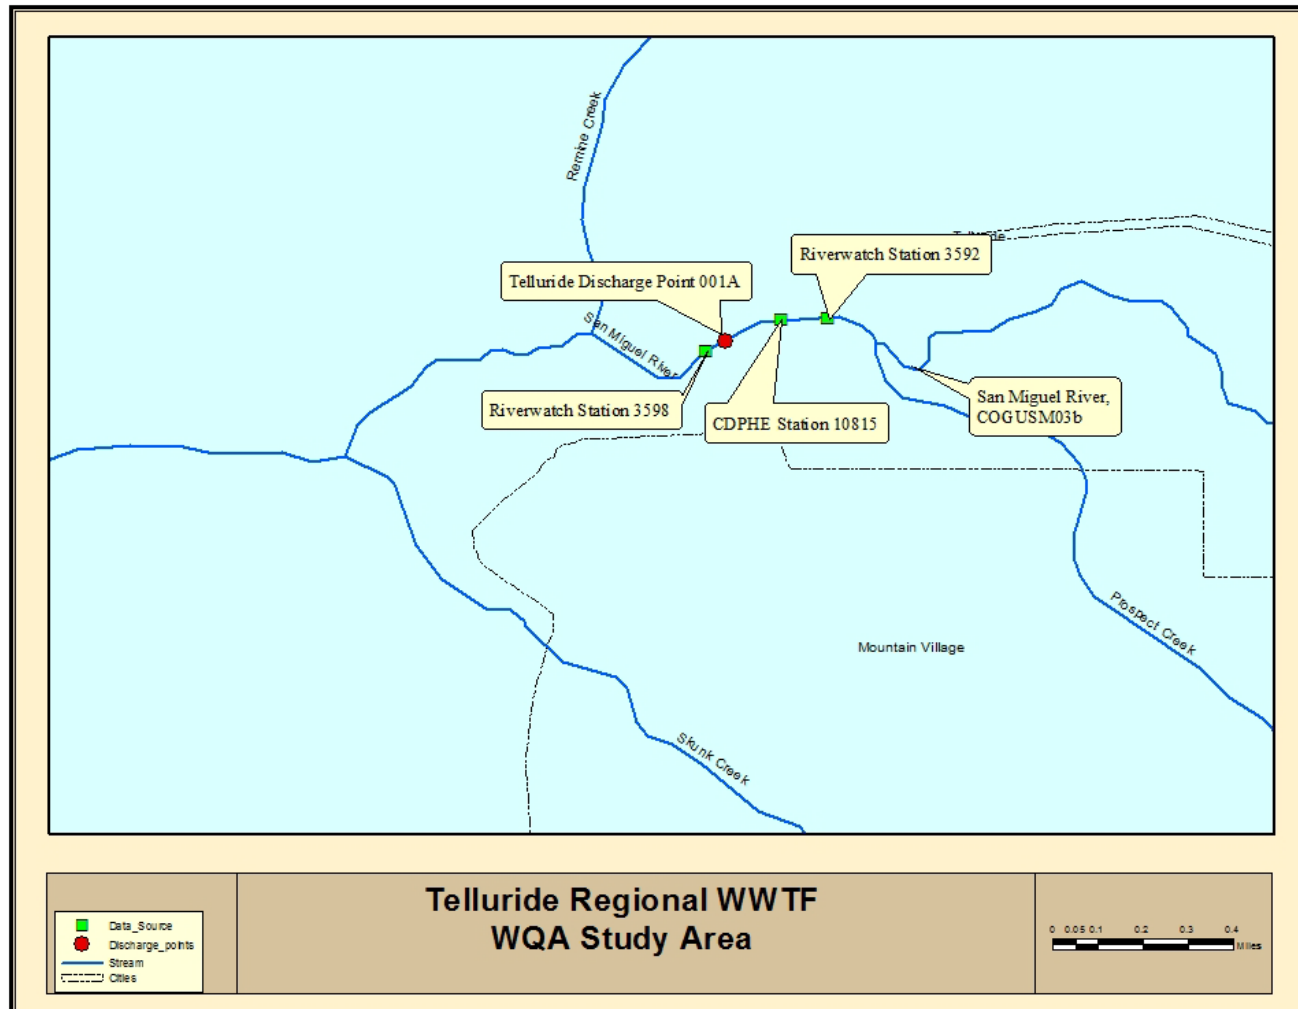 Remine Creek
Telluride
Riverwatch Station 3592
Telluride Discharge Point 001A
San Miguel River
Riverwatch Station 3598
CDPHE Station 10815
San Miguel River,
COGUSM03b
Prospect Creek
Mountain Village
Skunk Creek
Telluride Regional WWTF
WQA Study Area
Data_Source
Discharge_points
Stream
Cities
0 0.05 0.1 0.2 0.3 0.4
Miles